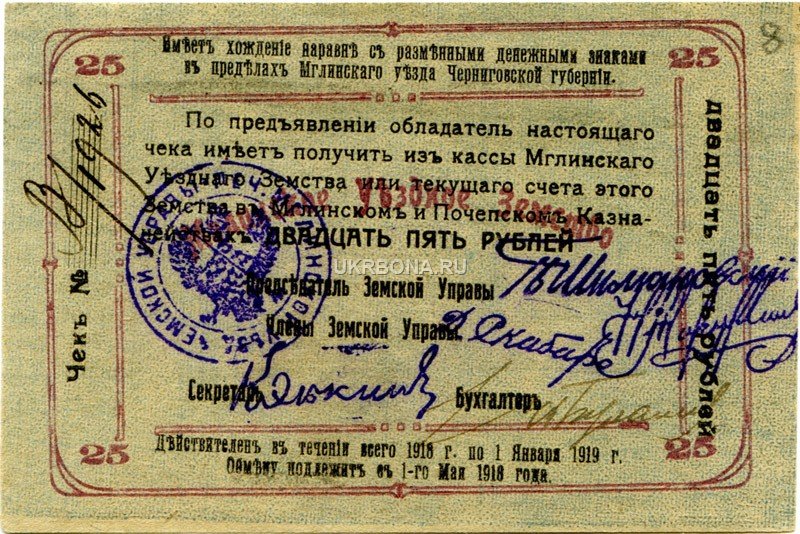 8
Имѣетъ хожденіе наравнѣ съ размѣнными денежными знаками
въ предѣлахъ Мглинскаго уѣзда Черниговской губерніи.
25
25
По предъявленіи обладатель настоящаго
чека имѣетъ получить изъ кассы Мглинскаго
Уѣзднаго Земства или текущаго счета этого
Земства въ Мглинскомъ и Почепскомъ Казна-
чействахъ ДВАДЦАТЬ ПЯТЬ РУБЛЕЙ
Уѣздное Земство
UKRBONA.RU
Предсѣдатель Земской Управы
Члены Земской Управы
Секретарь
Бухгалтеръ
25
25
Дѣйствителенъ въ теченіи всего 1918 г. по 1 Января 1919 г.
Обмѣну подлежитъ съ 1-го Мая 1918 года.
Чекъ №
двадцать пять рублей